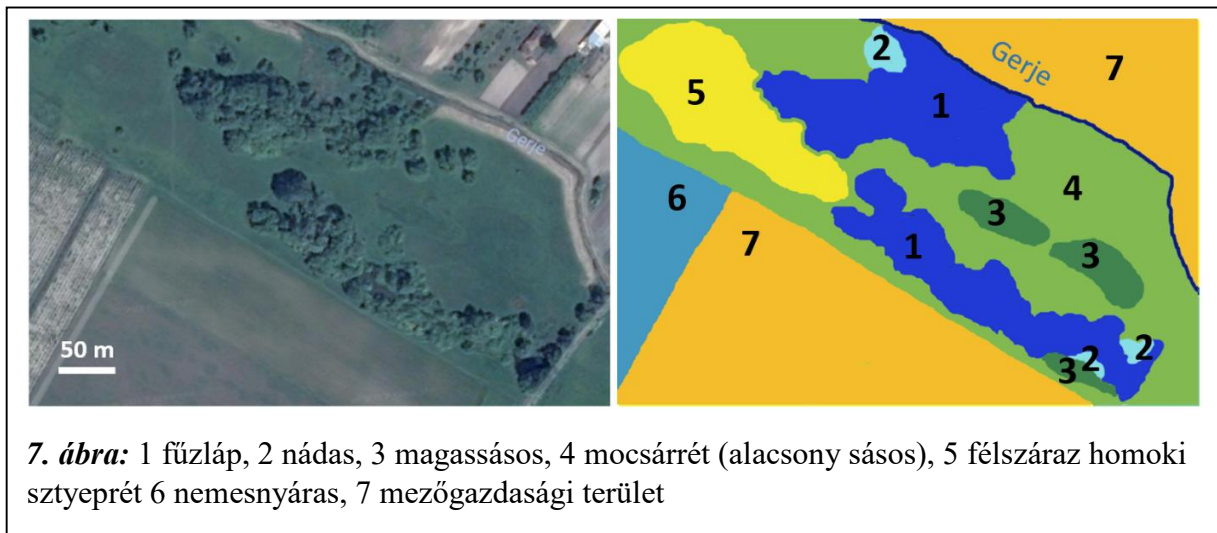 Gerje
50 m
2
Gerje
7
5
1
4
6
3
7
1
3
2
2
3
7. ábra: 1 fűzláp, 2 nádas, 3 magassásos, 4 mocsárrét (alacsony sásos), 5 félszáraz homoki
sztyeprét 6 nemesnyáras, 7 mezőgazdasági terület